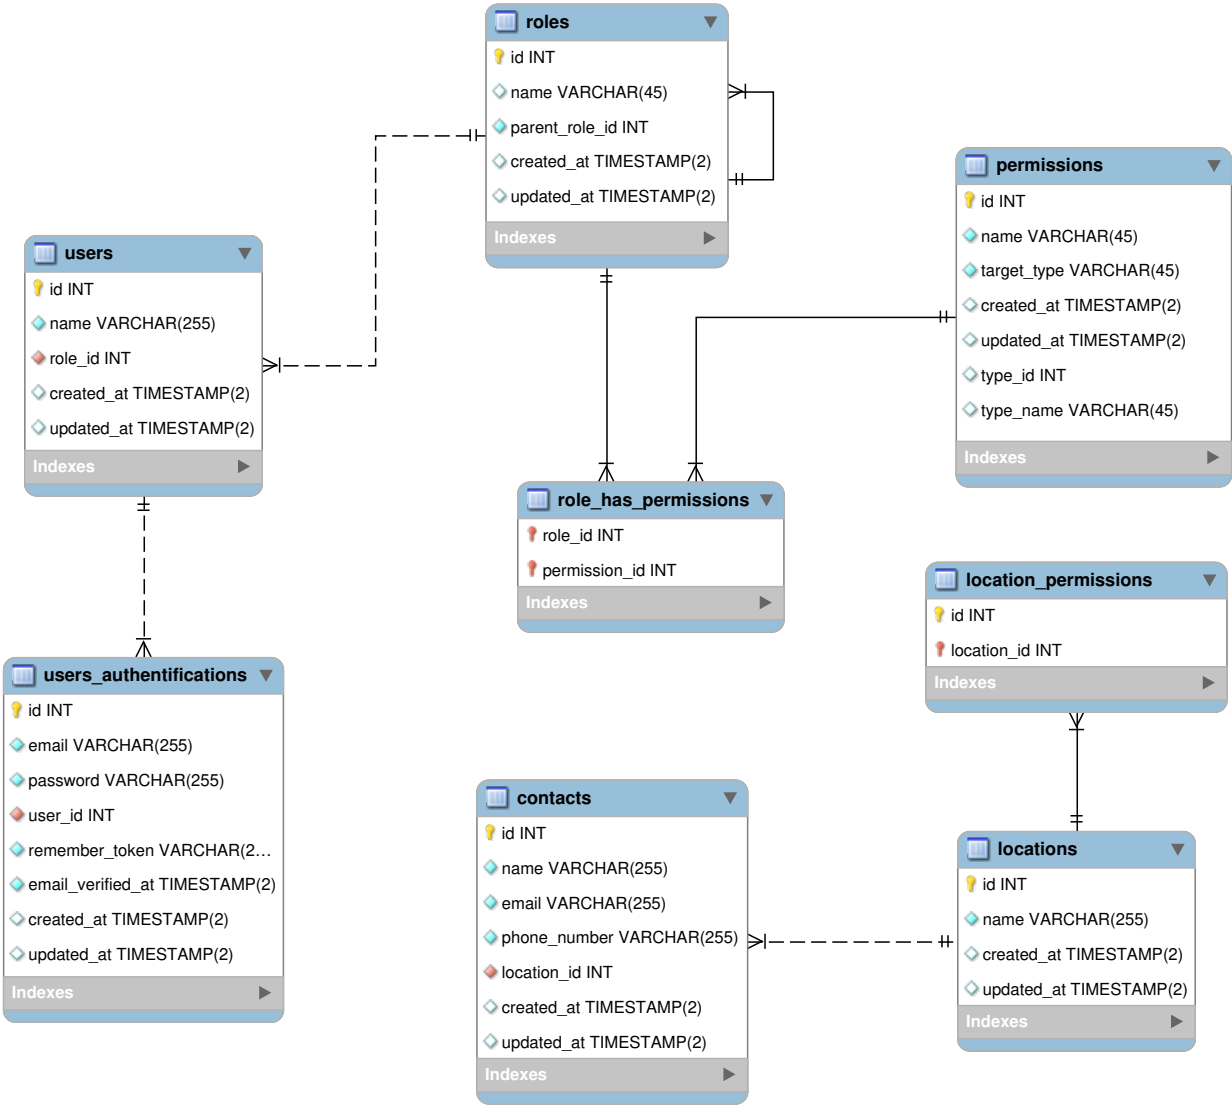 roles
id INT
name VARCHAR(45)
parent_role_id INT
created_at TIMESTAMP(2)
updated_at TIMESTAMP(2)
Indexes
permissions
id INT
name VARCHAR(45)
target_type VARCHAR(45)
created_at TIMESTAMP(2)
updated_at TIMESTAMP(2)
type_id INT
type_name VARCHAR(45)
Indexes
users
id INT
name VARCHAR(255)
role_id INT
created_at TIMESTAMP(2)
updated_at TIMESTAMP(2)
Indexes
role_has_permissions
role_id INT
permission_id INT
Indexes
location_permissions
id INT
location_id INT
Indexes
users_authentifications
id INT
email VARCHAR(255)
password VARCHAR(255)
user_id INT
remember_token VARCHAR(2…
email_verified_at TIMESTAMP(2)
created_at TIMESTAMP(2)
updated_at TIMESTAMP(2)
Indexes
contacts
id INT
name VARCHAR(255)
email VARCHAR(255)
phone_number VARCHAR(255)
location_id INT
created_at TIMESTAMP(2)
updated_at TIMESTAMP(2)
Indexes
locations
id INT
name VARCHAR(255)
created_at TIMESTAMP(2)
updated_at TIMESTAMP(2)
Indexes